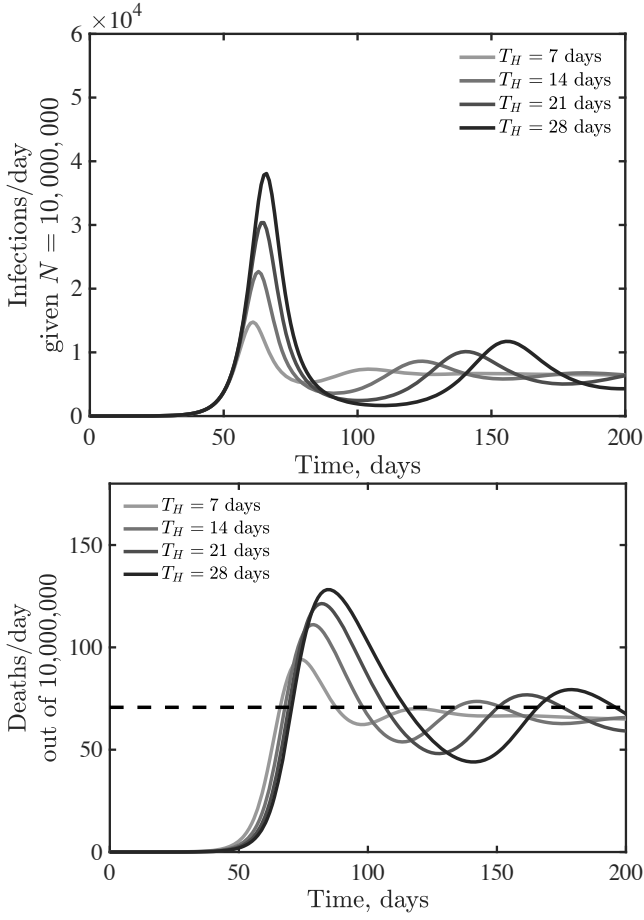 ×10⁴
6
5
4
3
2
1
0
Infections/day
given N = 10,000,000
T_H = 7 days
T_H = 14 days
T_H = 21 days
T_H = 28 days
0 50 100 150 200
Time, days
150
100
50
0
Deaths/day
out of 10,000,000
T_H = 7 days
T_H = 14 days
T_H = 21 days
T_H = 28 days
0 50 100 150 200
Time, days